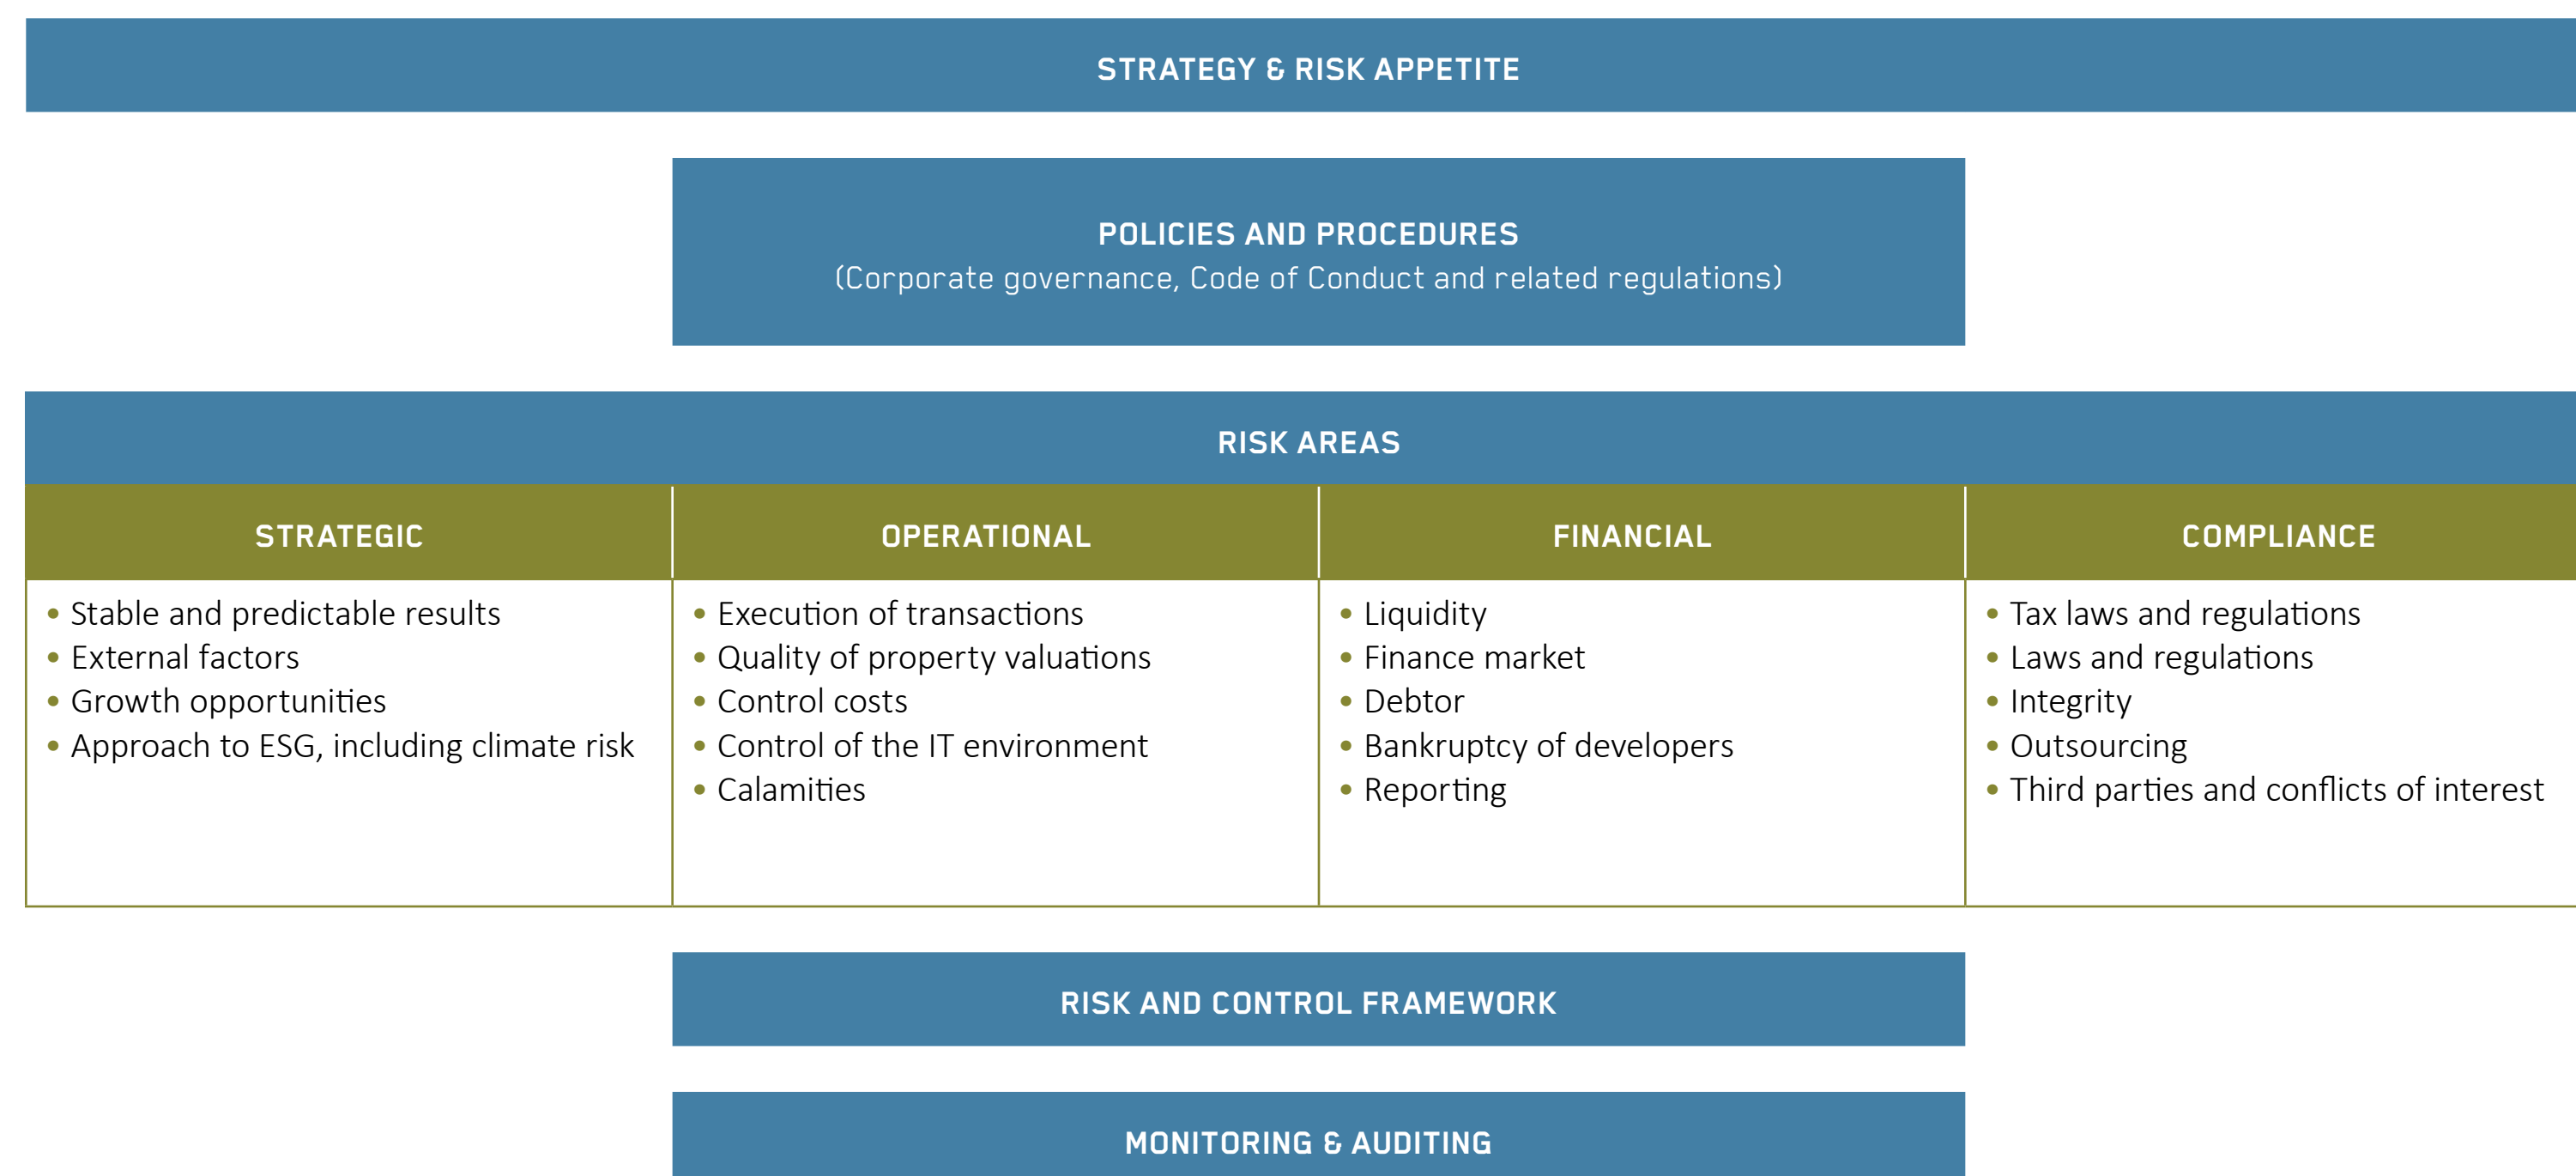 STRATEGY & RISK APPETITE
POLICIES AND PROCEDURES
(Corporate governance, Code of Conduct and related regulations)
RISK AREAS
STRATEGIC
• Stable and predictable results
• External factors
• Growth opportunities
• Approach to ESG, including climate risk
OPERATIONAL
• Execution of transactions
• Quality of property valuations
• Control costs
• Control of the IT environment
• Calamities
FINANCIAL
• Liquidity
• Finance market
• Debtor
• Bankruptcy of developers
• Reporting
COMPLIANCE
• Tax laws and regulations
• Laws and regulations
• Integrity
• Outsourcing
• Third parties and conflicts of interest
RISK AND CONTROL FRAMEWORK
MONITORING & AUDITING